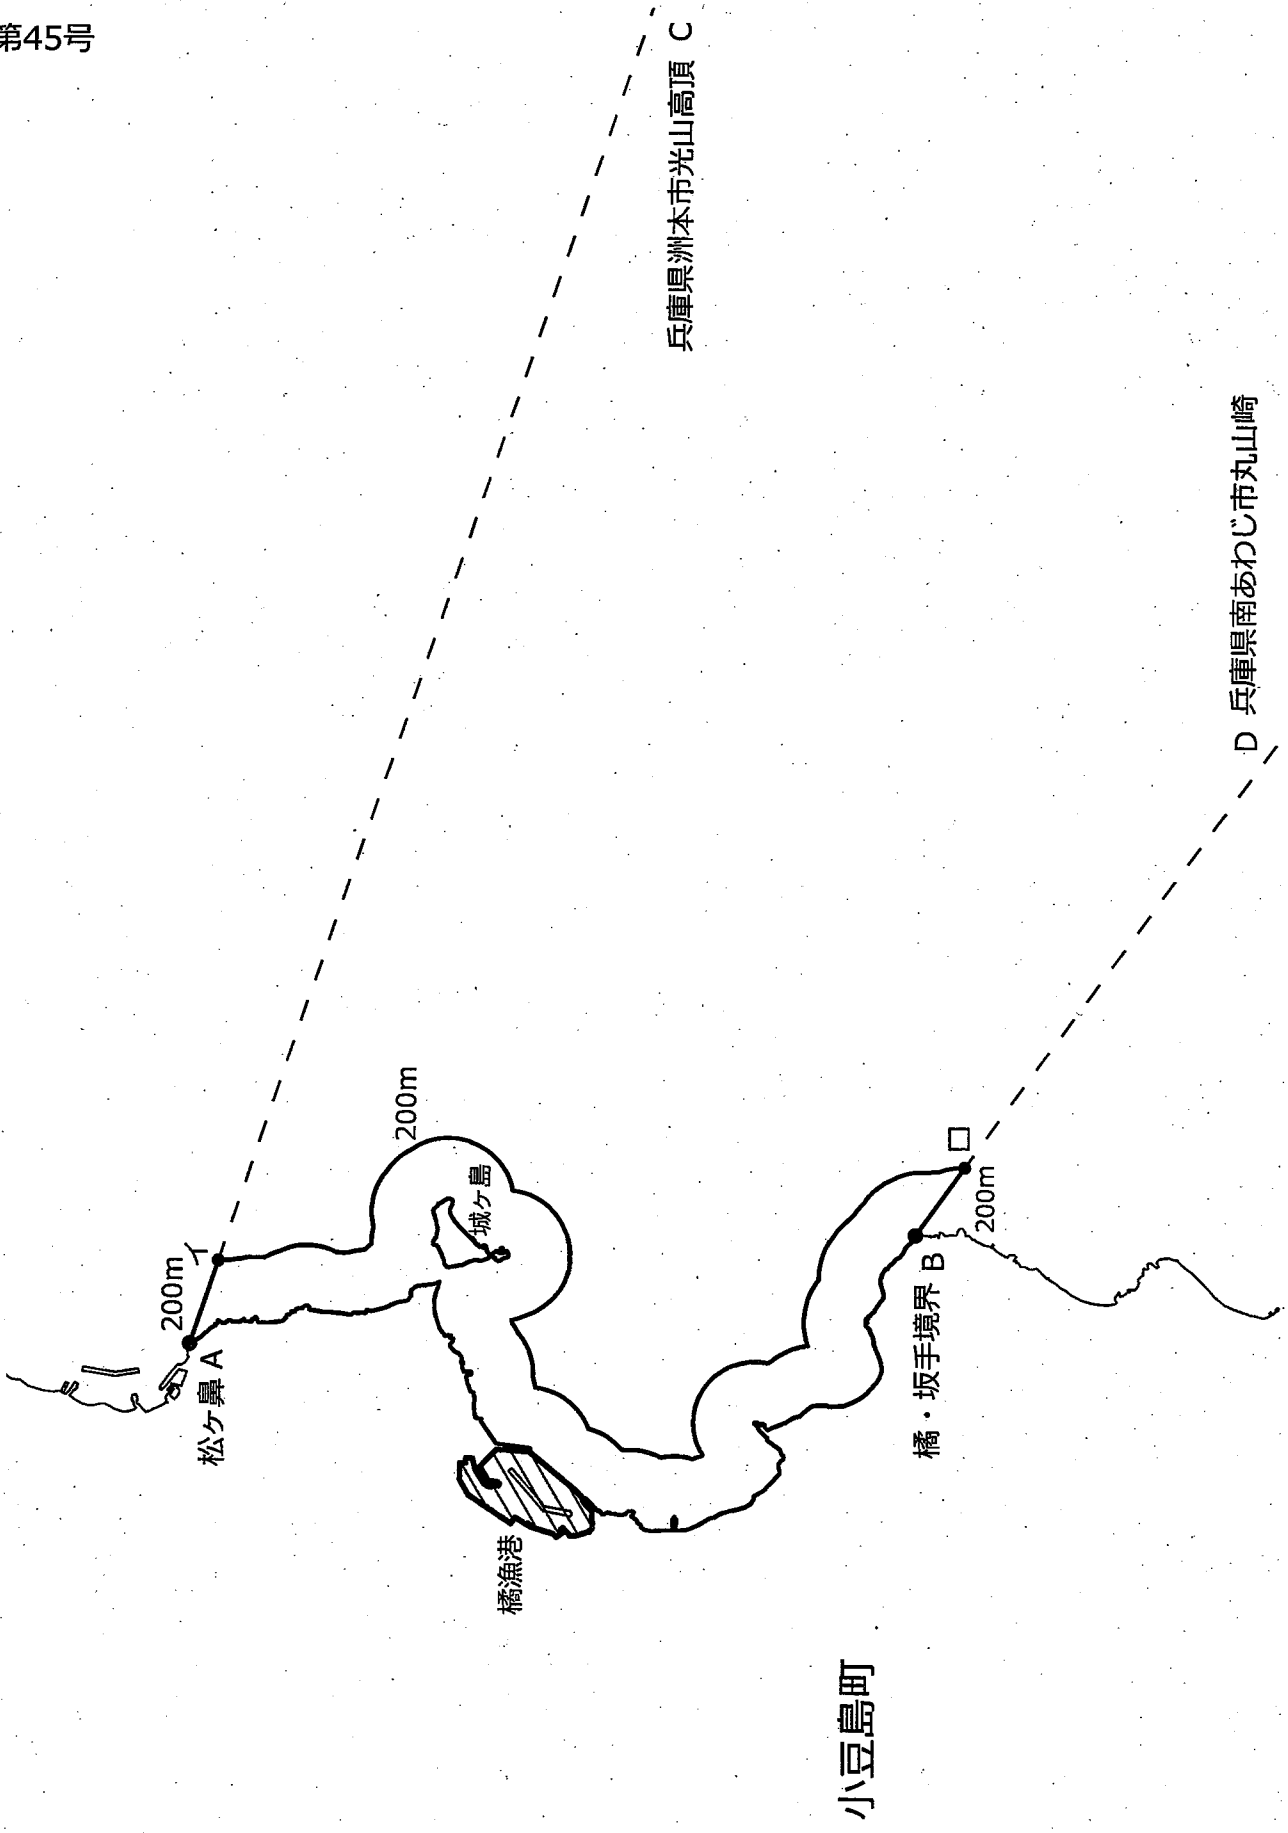 第45号
兵庫県洲本市光山高頂 C
200m
イ
松ヶ鼻 A
200m
城ヶ島
橘漁港
D 兵庫県南あわじ市丸山崎
ロ
200m
橘・坂手境界 B
小豆島町